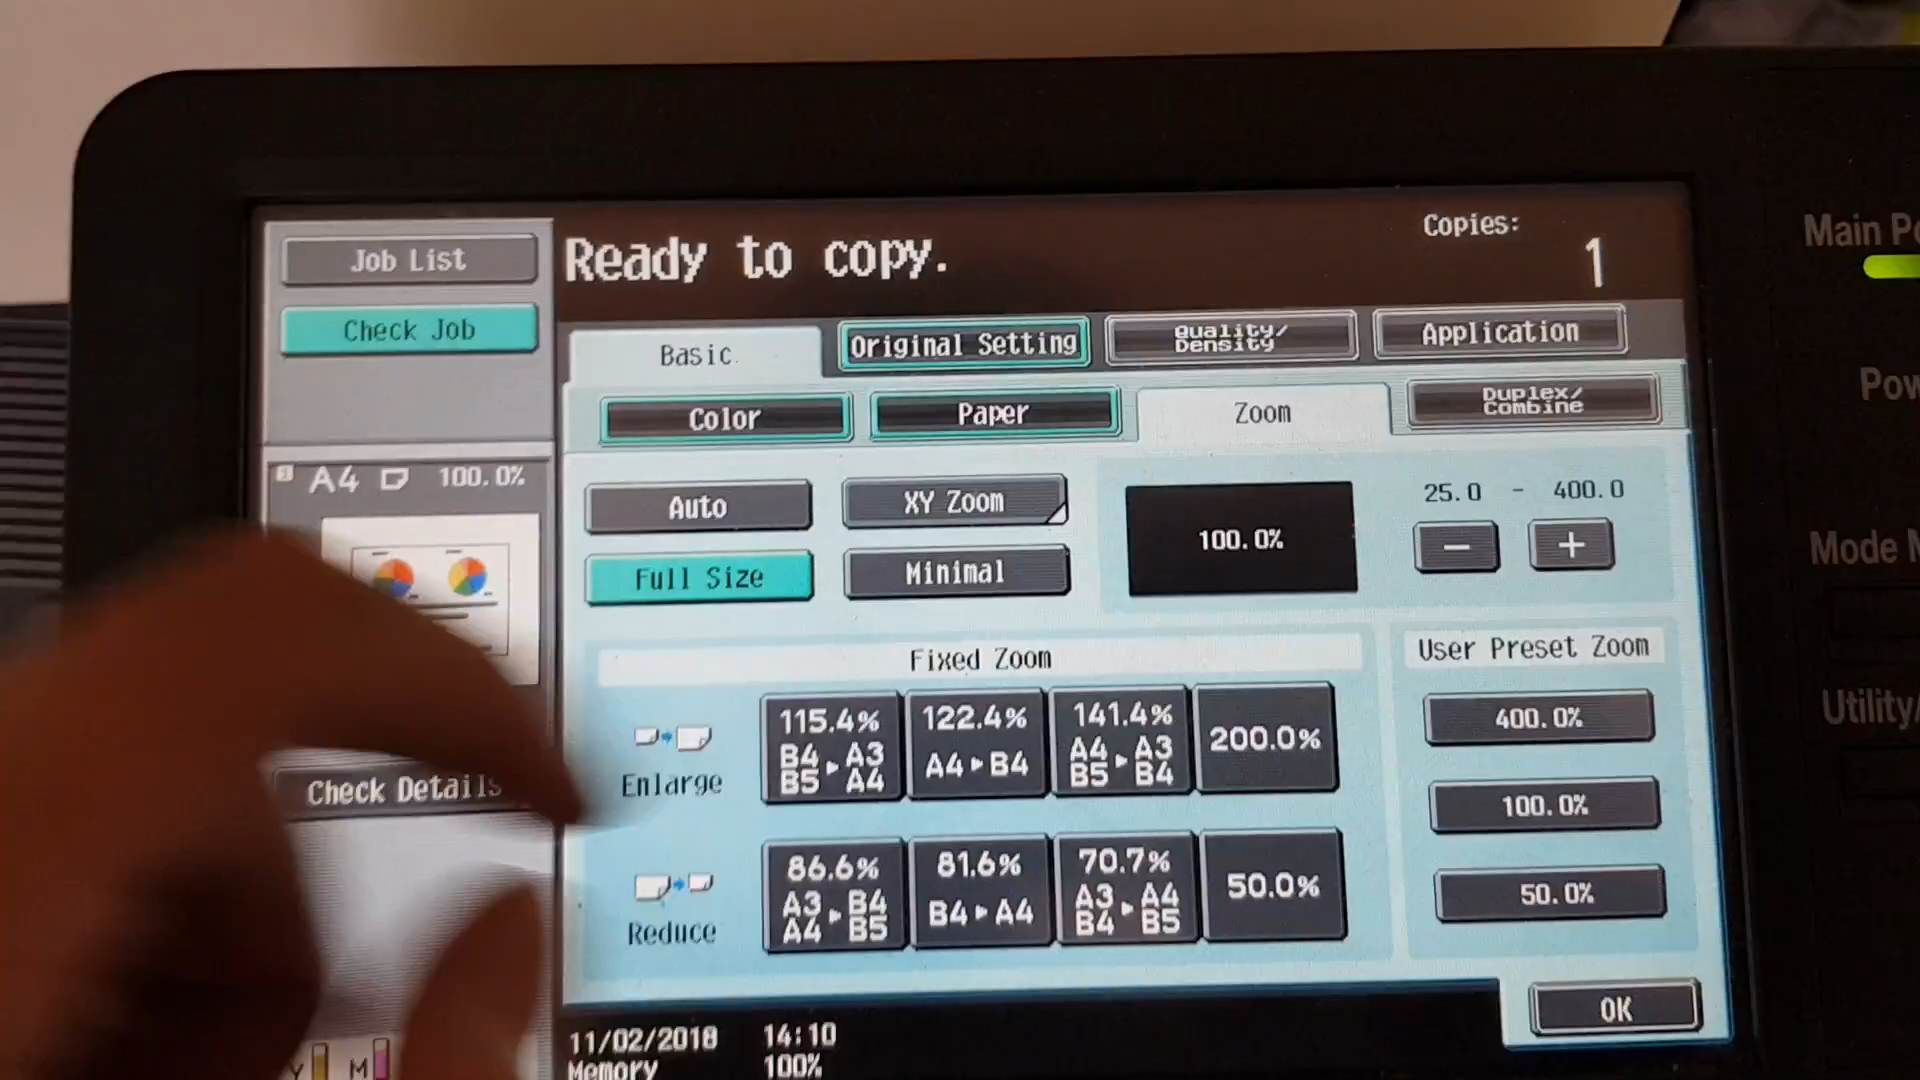 Job List
Check Job
Ready to copy.
Copies:
1
Main
Basic
Original Setting
Quality/
Density
Application
Color
Paper
Zoom
Duplex/
Combine
A4 100.0%
Auto
XY Zoom
100.0%
25.0 - 400.0
Full Size
Minimal
−
+
Mode
Fixed Zoom
User Preset Zoom
Enlarge
115.4%
B4▸A3
B5 A4
122.4%
A4▸B4
141.4%
A4▸A3
B5 B4
200.0%
400.0%
Utility/
Check Details
100.0%
Reduce
86.6%
A3▸B4
A4 B5
81.6%
B4▸A4
70.7%
A3▸A4
B4 B5
50.0%
50.0%
OK
11/02/2018 14:10
Memory 100%
Y M